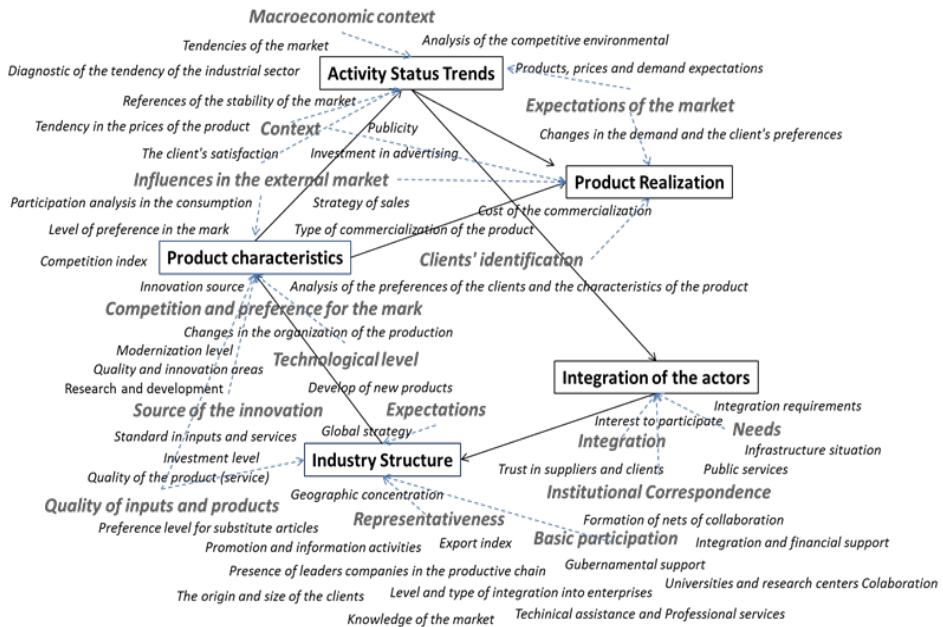 Macroeconomic context
Tendencies of the market
Analysis of the competitive environmental
Diagnostic of the tendency of the industrial sector
Activity Status Trends
Products, prices and demand expectations
References of the stability of the market
Expectations of the market
Tendency in the prices of the product
Context
Publicity
Changes in the demand and the client's preferences
The client's satisfaction
Investment in advertising
Influences in the external market
Product Realization
Participation analysis in the consumption
Strategy of sales
Cost of the commercialization
Level of preference in the mark
Type of commercialization of the product
Product characteristics
Competition index
Clients' identification
Innovation source
Analysis of the preferences of the clients and the characteristics of the product
Competition and preference for the mark
Changes in the organization of the production
Modernization level
Technological level
Quality and innovation areas
Research and development
Develop of new products
Integration of the actors
Source of the innovation
Expectations
Integration requirements
Interest to participate
Global strategy
Needs
Standard in inputs and services
Integration
Infrastructure situation
Investment level
Industry Structure
Trust in suppliers and clients
Public services
Quality of the product (service)
Geographic concentration
Institutional Correspondence
Quality of inputs and products
Representativeness
Formation of nets of collaboration
Preference level for substitute articles
Export index
Basic participation
Integration and financial support
Promotion and information activities
Gubernamental support
Presence of leaders companies in the productive chain
Universities and research centers Colaboration
The origin and size of the clients
Level and type of integration into enterprises
Knowledge of the market
Techinical assistance and Professional services